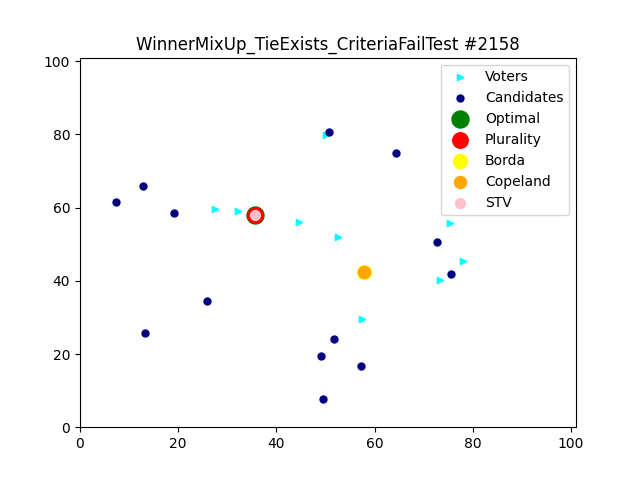 WinnerMixUp_TieExists_CriteriaFailTest #2158
100
80
60
40
20
0
0
20
40
60
80
100
Voters
Candidates
Optimal
Plurality
Borda
Copeland
STV